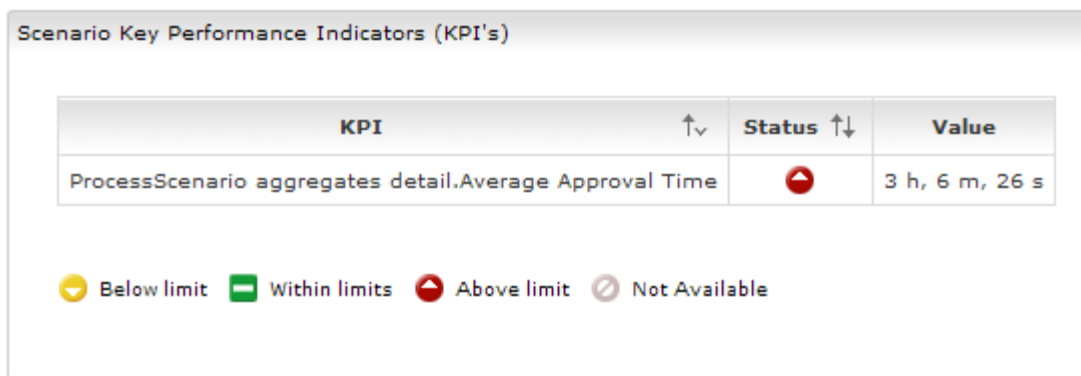 Scenario Key Performance Indicators (KPI's)
KPI Status Value
ProcessScenario aggregates detail.Average Approval Time 3 h, 6 m, 26 s
Below limit Within limits Above limit Not Available